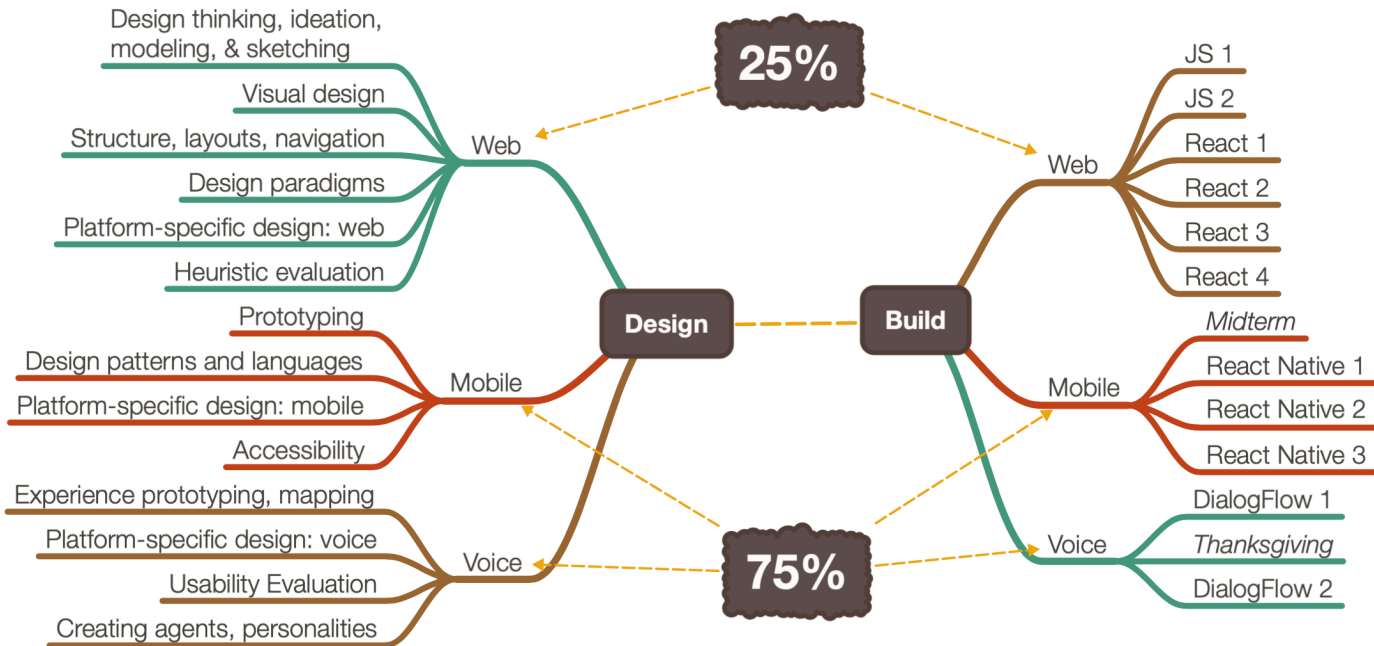 Design thinking, ideation,
modeling, & sketching
Visual design
Structure, layouts, navigation
Design paradigms
Platform-specific design: web
Heuristic evaluation
Web
Prototyping
Design patterns and languages
Platform-specific design: mobile
Accessibility
Mobile
Experience prototyping, mapping
Platform-specific design: voice
Usability Evaluation
Creating agents, personalities
Voice
Design
25%
75%
Build
Web
JS 1
JS 2
React 1
React 2
React 3
React 4
Mobile
Midterm
React Native 1
React Native 2
React Native 3
Voice
DialogFlow 1
Thanksgiving
DialogFlow 2